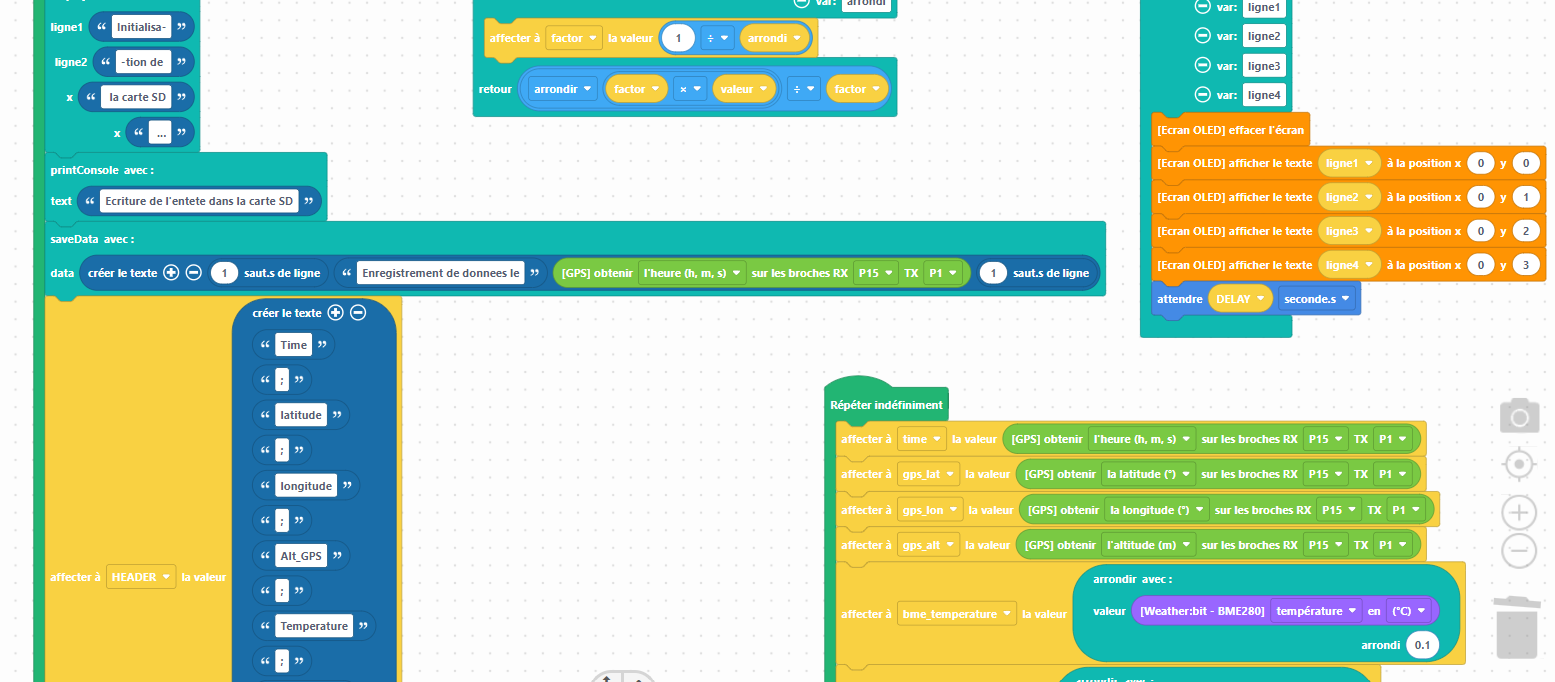 ligne1 “ Initialisa- ”
ligne2 “ -tion de ”
x “ la carte SD ”
x “ ... ”
printConsole avec :
text “ Ecriture de l'entete dans la carte SD ”
saveData avec :
data créer le texte 1 saut.s de ligne “ Enregistrement de donnees le ” [GPS] obtenir l'heure (h, m, s) sur les broches RX P15 TX P1 1 saut.s de ligne
créer le texte
“ Time ”
“ ; ”
“ latitude ”
“ ; ”
“ longitude ”
“ ; ”
“ Alt_GPS ”
affecter à HEADER la valeur
“ ; ”
“ Temperature ”
“ ; ”
var: arrondi
affecter à factor la valeur 1 ÷ arrondi
retour arrondir factor × valeur ÷ factor
var: ligne1
var: ligne2
var: ligne3
var: ligne4
[Ecran OLED] effacer l'écran
[Ecran OLED] afficher le texte ligne1 à la position x 0 y 0
[Ecran OLED] afficher le texte ligne2 à la position x 0 y 1
[Ecran OLED] afficher le texte ligne3 à la position x 0 y 2
[Ecran OLED] afficher le texte ligne4 à la position x 0 y 3
attendre DELAY seconde.s
Répéter indéfiniment
affecter à time la valeur [GPS] obtenir l'heure (h, m, s) sur les broches RX P15 TX P1
affecter à gps_lat la valeur [GPS] obtenir la latitude (°) sur les broches RX P15 TX P1
affecter à gps_lon la valeur [GPS] obtenir la longitude (°) sur les broches RX P15 TX P1
affecter à gps_alt la valeur [GPS] obtenir l'altitude (m) sur les broches RX P15 TX P1
arrondir avec :
affecter à bme_temperature la valeur valeur [Weather:bit - BME280] température en (°C)
arrondi 0.1